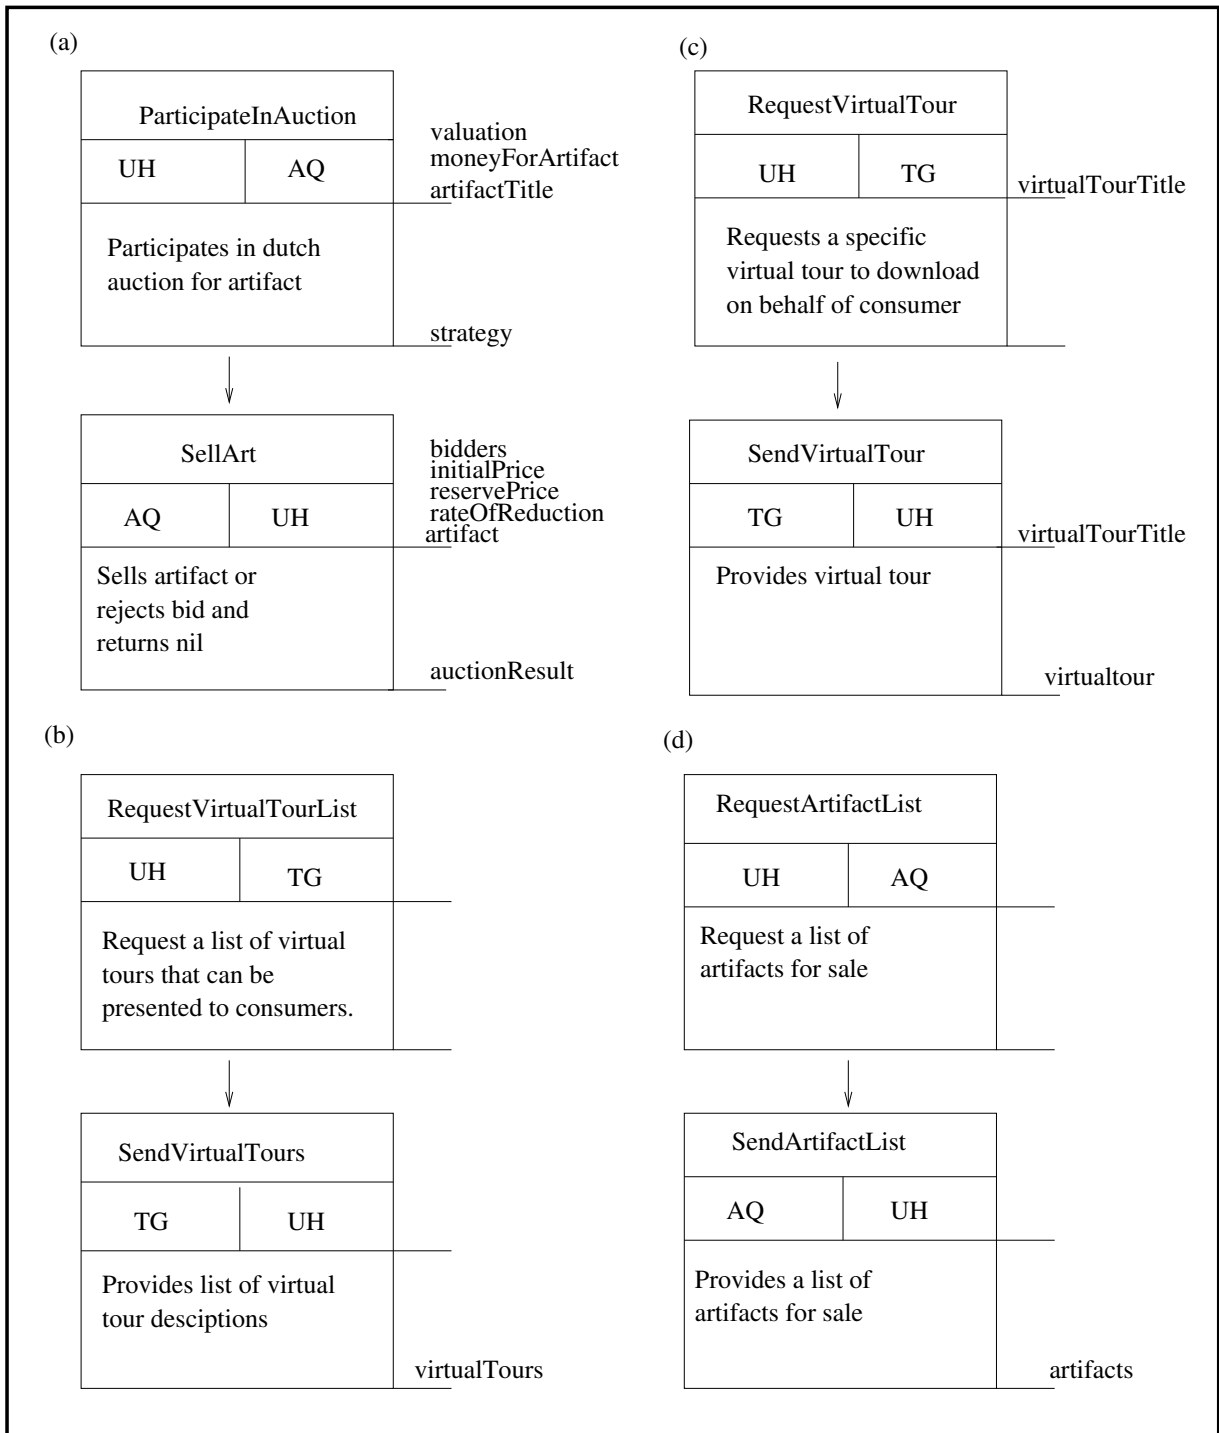 (a)
ParticipateInAuction
UH
AQ
valuation
moneyForArtifact
artifactTitle
Participates in dutch
auction for artifact
strategy
SellArt
AQ
UH
bidders
initialPrice
reservePrice
rateOfReduction
artifact
Sells artifact or
rejects bid and
returns nil
auctionResult
(c)
RequestVirtualTour
UH
TG
virtualTourTitle
Requests a specific
virtual tour to download
on behalf of consumer
SendVirtualTour
TG
UH
virtualTourTitle
Provides virtual tour
virtualtour
(b)
RequestVirtualTourList
UH
TG
Request a list of virtual
tours that can be
presented to consumers.
SendVirtualTours
TG
UH
Provides list of virtual
tour desciptions
virtualTours
(d)
RequestArtifactList
UH
AQ
Request a list of
artifacts for sale
SendArtifactList
AQ
UH
Provides a list of
artifacts for sale
artifacts